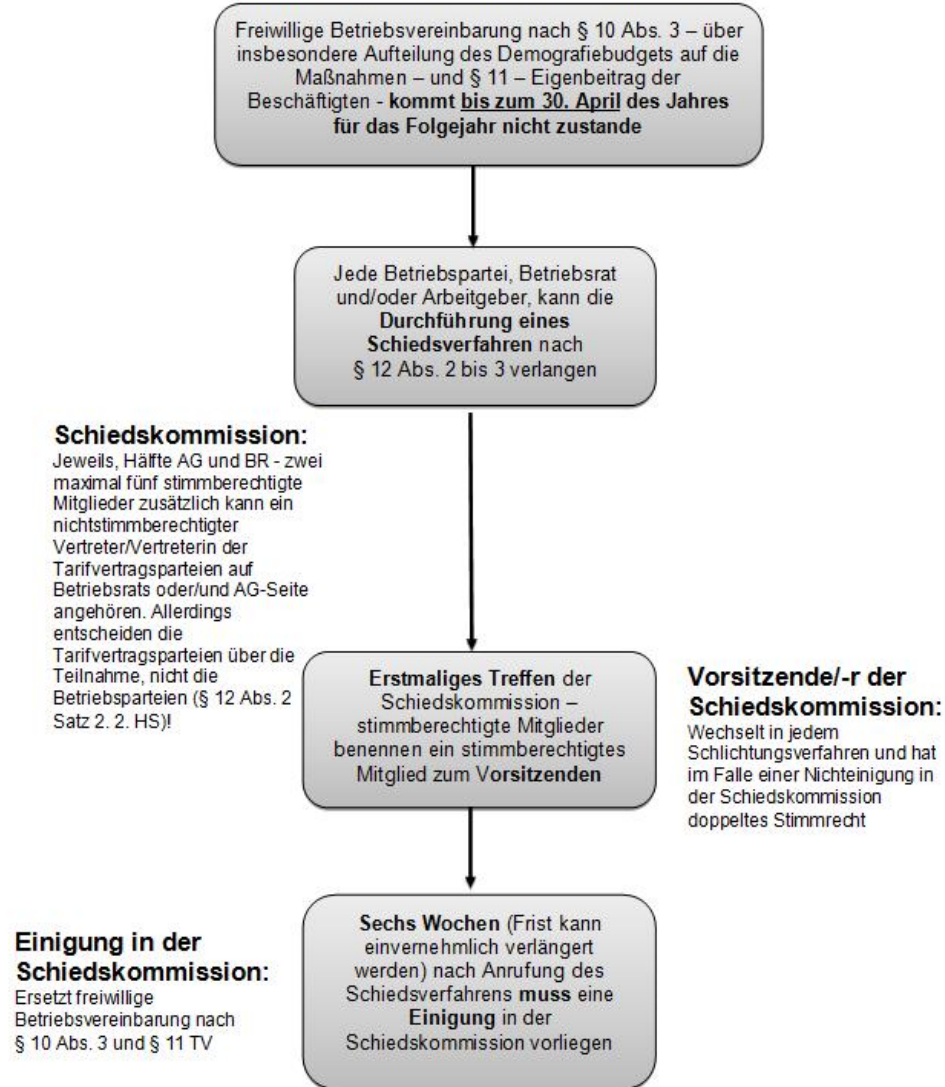 Freiwillige Betriebsvereinbarung nach § 10 Abs. 3 – über
insbesondere Aufteilung des Demografiebudgets auf die
Maßnahmen – und § 11 – Eigenbeitrag der
Beschäftigten - kommt bis zum 30. April des Jahres
für das Folgejahr nicht zustande
Jede Betriebspartei, Betriebsrat
und/oder Arbeitgeber, kann die
Durchführung eines
Schiedsverfahren nach
§ 12 Abs. 2 bis 3 verlangen
Schiedskommission:
Jeweils, Hälfte AG und BR - zwei
maximal fünf stimmberechtigte
Mitglieder zusätzlich kann ein
nichtstimmberechtigter
Vertreter/Vertreterin der
Tarifvertragsparteien auf
Betriebsrats oder/und AG-Seite
angehören. Allerdings
entscheiden die
Tarifvertragsparteien über die
Teilnahme, nicht die
Betriebsparteien (§ 12 Abs. 2
Satz 2. 2. HS)!
Erstmaliges Treffen der
Schiedskommission –
stimmberechtigte Mitglieder
benennen ein stimmberechtigtes
Mitglied zum Vorsitzenden
Vorsitzende/-r der
Schiedskommission:
Wechselt in jedem
Schlichtungsverfahren und hat
im Falle einer Nichteinigung in
der Schiedskommission
doppeltes Stimmrecht
Einigung in der
Schiedskommission:
Ersetzt freiwillige
Betriebsvereinbarung nach
§ 10 Abs. 3 und § 11 TV
Sechs Wochen (Frist kann
einvernehmlich verlängert
werden) nach Anrufung des
Schiedsverfahrens muss eine
Einigung in der
Schiedskommission vorliegen